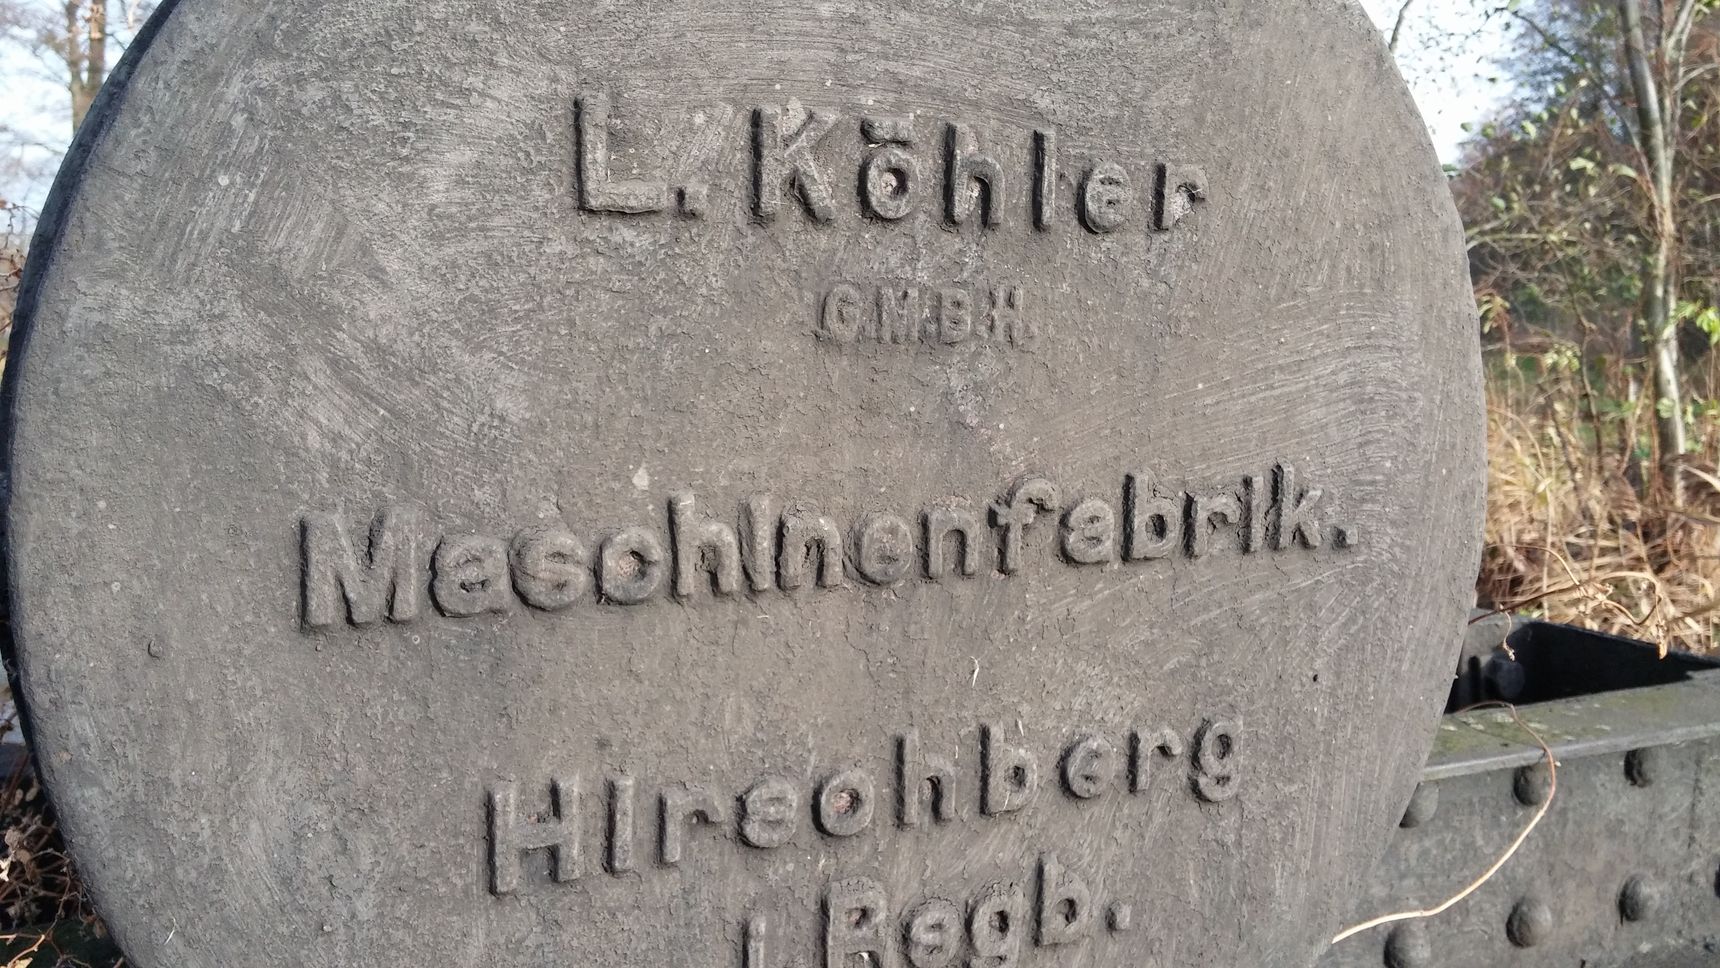 L. Köhler
G.M.B.H.
Maschinenfabrik.
Hirschberg
i. Rsgb.